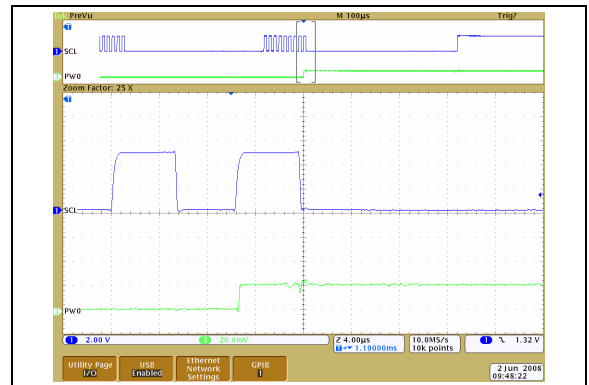 PreVu M 100µs Trig?
SCL
PW0
Zoom Factor: 25 X
SCL
PW0
1 2.00 V 20.0mV Z 4.00µs 10.0MS/s 1 1.32 V
1.19000ms 10k points
Utility Page I/O
USB Enabled
Ethernet Network Settings
GPIB 1
2 Jun 2008
09:48:22